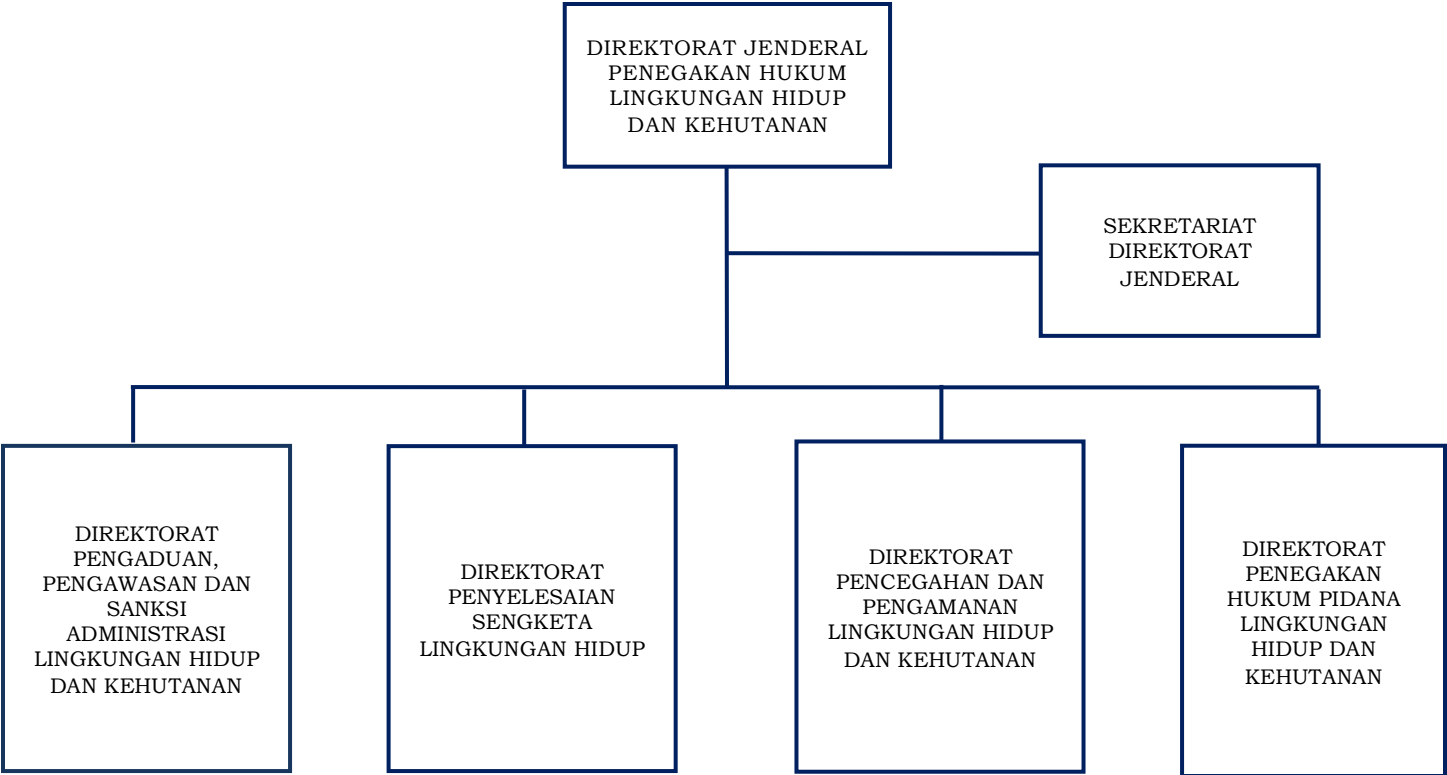 DIREKTORAT JENDERAL
PENEGAKAN HUKUM
LINGKUNGAN HIDUP
DAN KEHUTANAN
SEKRETARIAT
DIREKTORAT
JENDERAL
DIREKTORAT
PENGADUAN,
PENGAWASAN DAN
SANKSI
ADMINISTRASI
LINGKUNGAN HIDUP
DAN KEHUTANAN
DIREKTORAT
PENYELESAIAN
SENGKETA
LINGKUNGAN HIDUP
DIREKTORAT
PENCEGAHAN DAN
PENGAMANAN
LINGKUNGAN HIDUP
DAN KEHUTANAN
DIREKTORAT
PENEGAKAN
HUKUM PIDANA
LINGKUNGAN
HIDUP DAN
KEHUTANAN